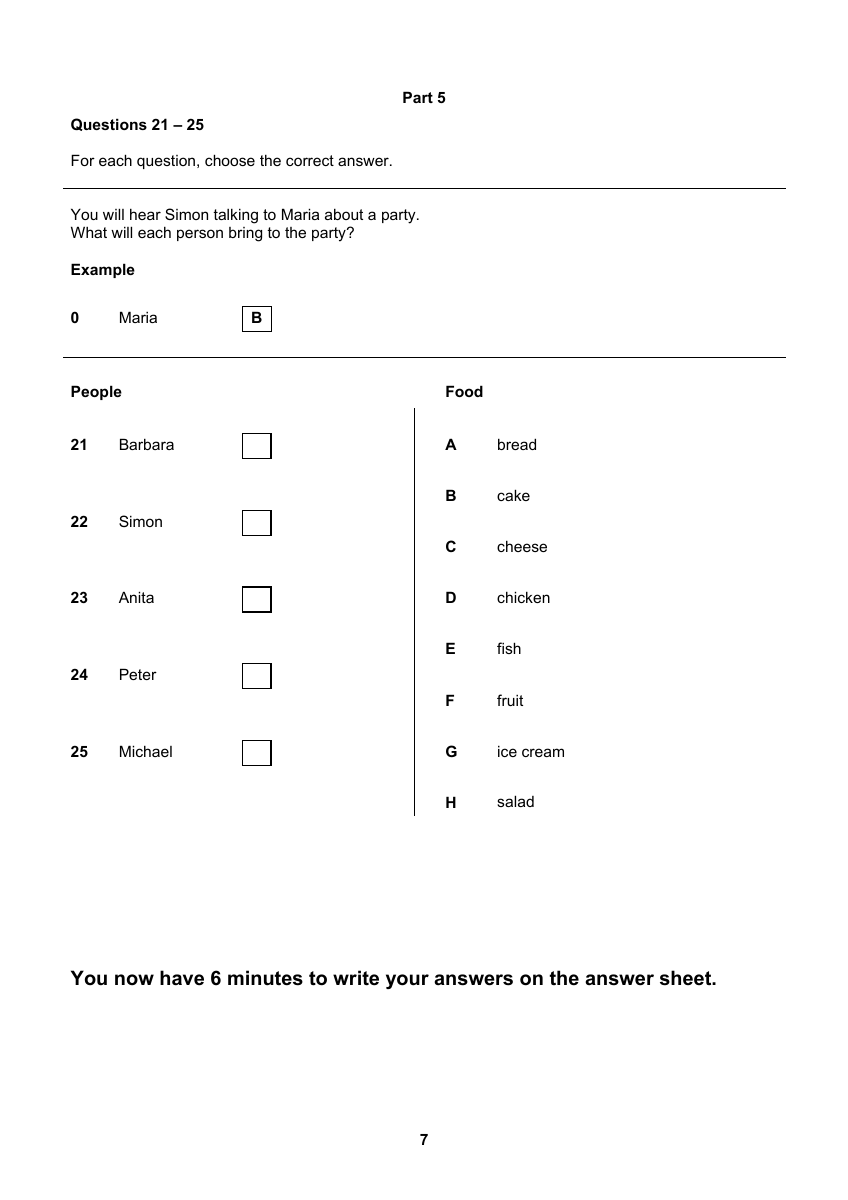 Part 5
Questions 21 – 25
For each question, choose the correct answer.
You will hear Simon talking to Maria about a party.
What will each person bring to the party?
Example
0 Maria B
People
21 Barbara
22 Simon
23 Anita
24 Peter
25 Michael
Food
A bread
B cake
C cheese
D chicken
E fish
F fruit
G ice cream
H salad
You now have 6 minutes to write your answers on the answer sheet.
7